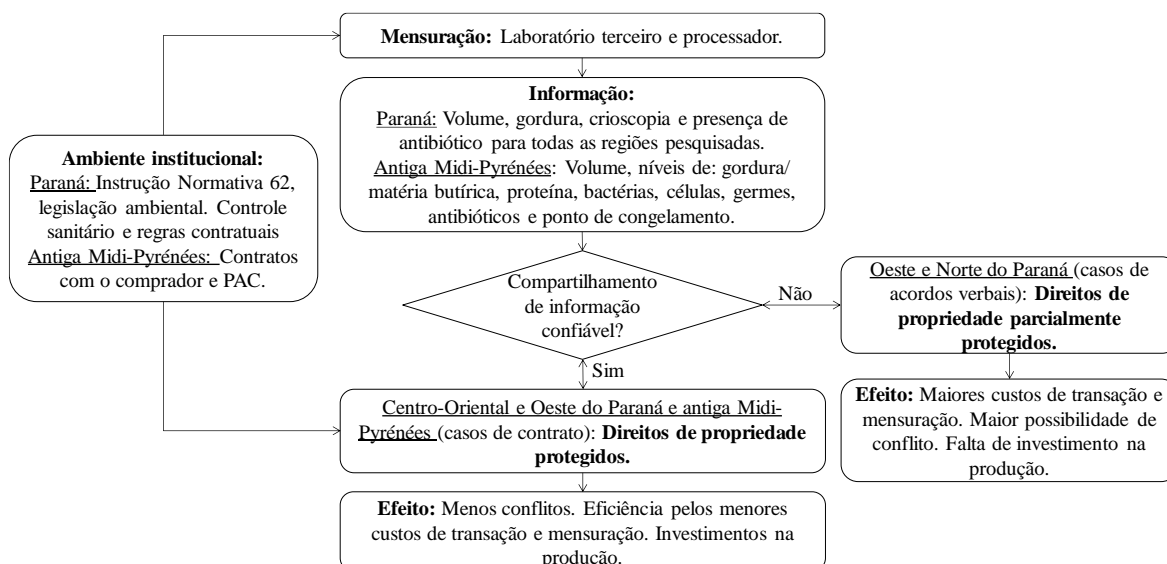 Mensuração: Laboratório terceiro e processador.
Informação:
Paraná: Volume, gordura, crioscopia e presença de
antibiótico para todas as regiões pesquisadas.
Antiga Midi-Pyrénées: Volume, níveis de: gordura/
matéria butírica, proteína, bactérias, células, germes,
antibióticos e ponto de congelamento.
Ambiente institucional:
Paraná: Instrução Normativa 62,
legislação ambiental. Controle
sanitário e regras contratuais
Antiga Midi-Pyrénées: Contratos
com o comprador e PAC.
Compartilhamento
de informação
confiável?
Não
Oeste e Norte do Paraná (casos de
acordos verbais): Direitos de
propriedade parcialmente
protegidos.
Sim
Centro-Oriental e Oeste do Paraná e antiga Midi-
Pyrénées (casos de contrato): Direitos de propriedade
protegidos.
Efeito: Maiores custos de transação e
mensuração. Maior possibilidade de
conflito. Falta de investimento na
produção.
Efeito: Menos conflitos. Eficiência pelos menores
custos de transação e mensuração. Investimentos na
produção.